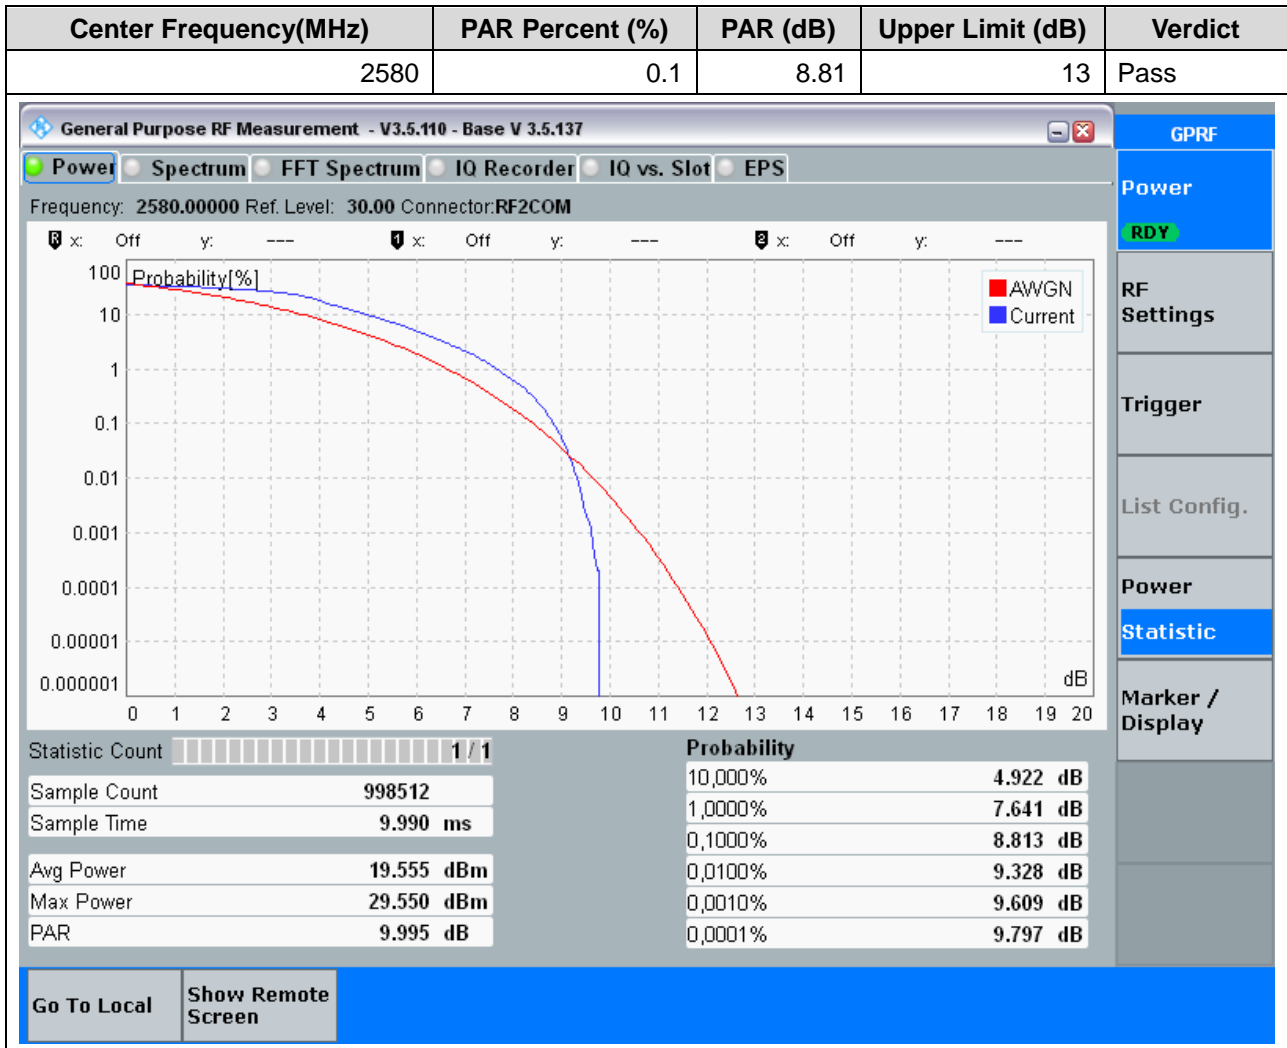 Center Frequency(MHz) PAR Percent (%) PAR (dB) Upper Limit (dB) Verdict
2580 0.1 8.81 13 Pass
General Purpose RF Measurement - V3.5.110 - Base V 3.5.137
GPRF
Power Spectrum FFT Spectrum IQ Recorder IQ vs. Slot EPS
Frequency: 2580.00000 Ref. Level: 30.00 Connector:RF2COM
R x: Off y: --- 1 x: Off y: --- 2 x: Off y: ---
Probability[%]
AWGN
Current
100
10
1
0.1
0.01
0.001
0.0001
0.00001
0.000001
dB
0 1 2 3 4 5 6 7 8 9 10 11 12 13 14 15 16 17 18 19 20
Statistic Count 1 / 1
Sample Count 998512
Sample Time 9.990 ms
Avg Power 19.555 dBm
Max Power 29.550 dBm
PAR 9.995 dB
Probability
10,000% 4.922 dB
1,0000% 7.641 dB
0,1000% 8.813 dB
0,0100% 9.328 dB
0,0010% 9.609 dB
0,0001% 9.797 dB
Power
RDY
RF
Settings
Trigger
List Config.
Power
Statistic
Marker /
Display
Go To Local
Show Remote
Screen